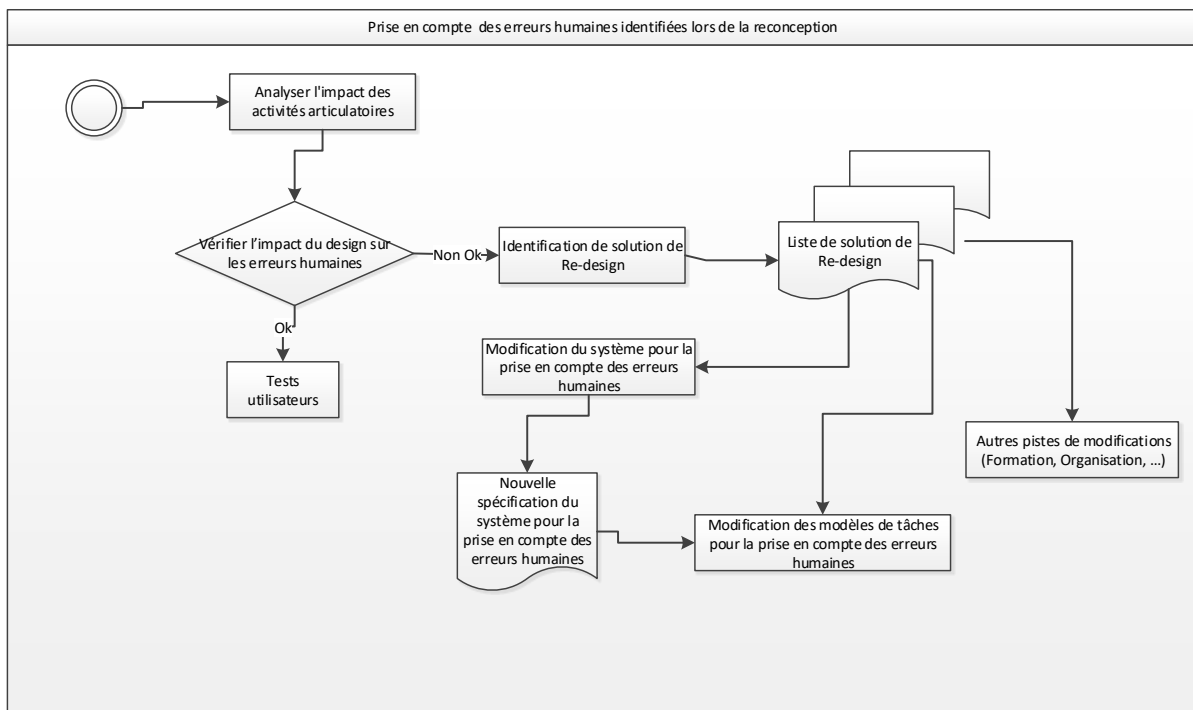 Prise en compte des erreurs humaines identifiées lors de la reconception
Analyser l'impact des
activités articulatoires
Vérifier l’impact du design sur
les erreurs humaines
Non Ok
Identification de solution de
Re-design
Liste de solution de
Re-design
Ok
Tests
utilisateurs
Modification du système pour la
prise en compte des erreurs
humaines
Autres pistes de modifications
(Formation, Organisation, ...)
Nouvelle
spécification du
système pour la
prise en compte des
erreurs humaines
Modification des modèles de tâches
pour la prise en compte des erreurs
humaines